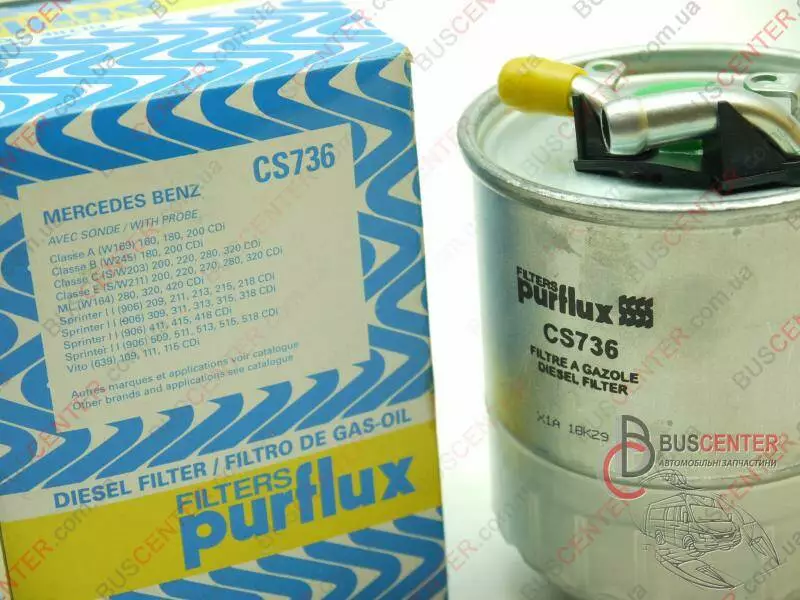 CS736
MERCEDES BENZ
AVEC SONDE / WITH PROBE
Classe A (W169) 160, 180, 200 CDi
Classe B (W245) 180, 200 CDi
Classe C (S/W203) 200, 220, 280, 320 CDi
Classe E (S/W211) 200, 220, 270, 280, 320 CDi
ML (W164) 280, 320, 420 CDi
Sprinter II (906) 209, 211, 213, 215, 218 CDi
Sprinter II (906) 309, 311, 313, 315, 318 CDi
Sprinter II (906) 411, 415, 418 CDi
Sprinter II (906) 509, 511, 513, 515, 518 CDi
Vito (639) 109, 111, 115 CDi
Autres marques et applications voir catalogue
Other brands and application see catalogue
DIESEL FILTER / FILTRO DE GAS-OIL
FILTERS
purflux
FILTERS
purflux
CS736
FILTRE A GAZOLE
DIESEL FILTER
X1A 18K29
BUSCENTER
АВТОМОБІЛЬНІ ЗАПЧАСТИНИ
BUSCENTER.com.ua